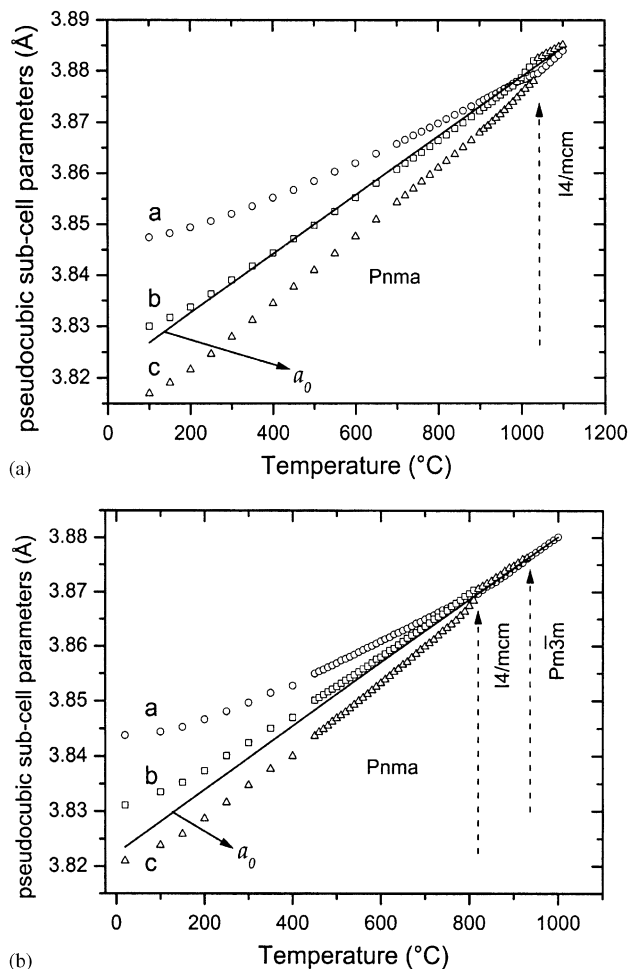 (a)
pseudocubic sub-cell parameters (Å)
3.89
3.88
3.87
3.86
3.85
3.84
3.83
3.82
a
b
c
a₀
Pnma
I4/mcm
0 200 400 600 800 1000 1200
Temperature (°C)
(b)
pseudocubic sub-cell parameters (Å)
3.88
3.87
3.86
3.85
3.84
3.83
3.82
a
b
c
a₀
Pnma
I4/mcm
Pm3̅m
0 200 400 600 800 1000
Temperature (°C)